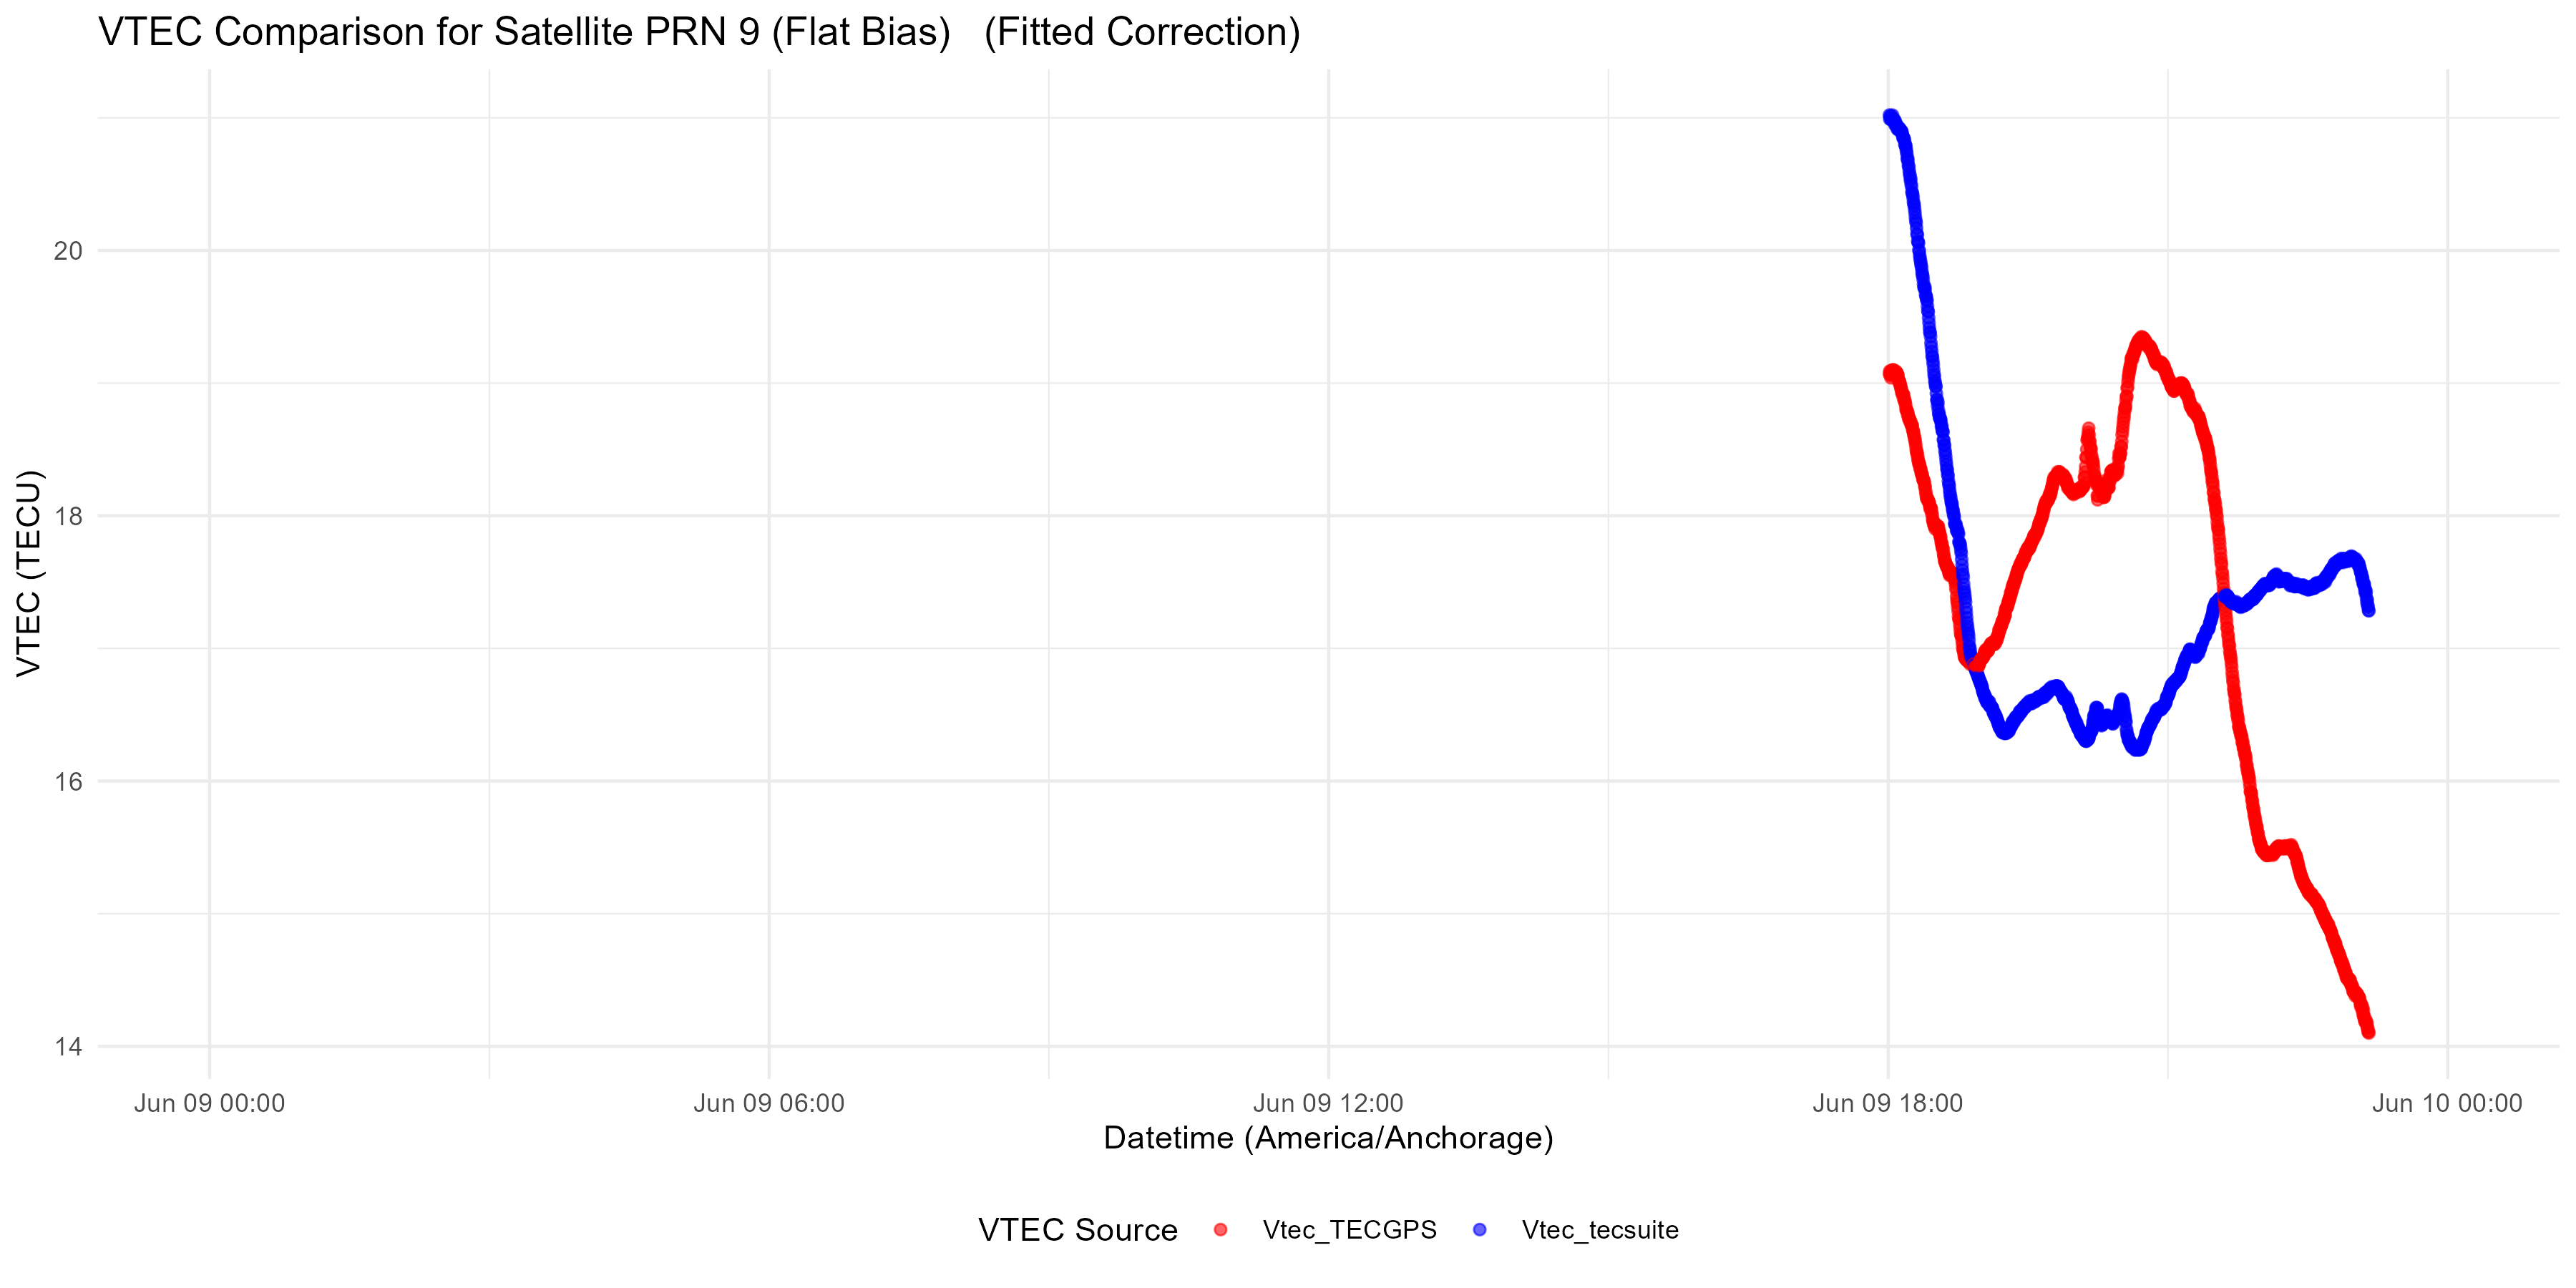 VTEC Comparison for Satellite PRN 9 (Flat Bias)   (Fitted Correction)
VTEC (TECU)
20
18
16
14
Jun 09 00:00 Jun 09 06:00 Jun 09 12:00 Jun 09 18:00 Jun 10 00:00
Datetime (America/Anchorage)
VTEC Source Vtec_TECGPS Vtec_tecsuite